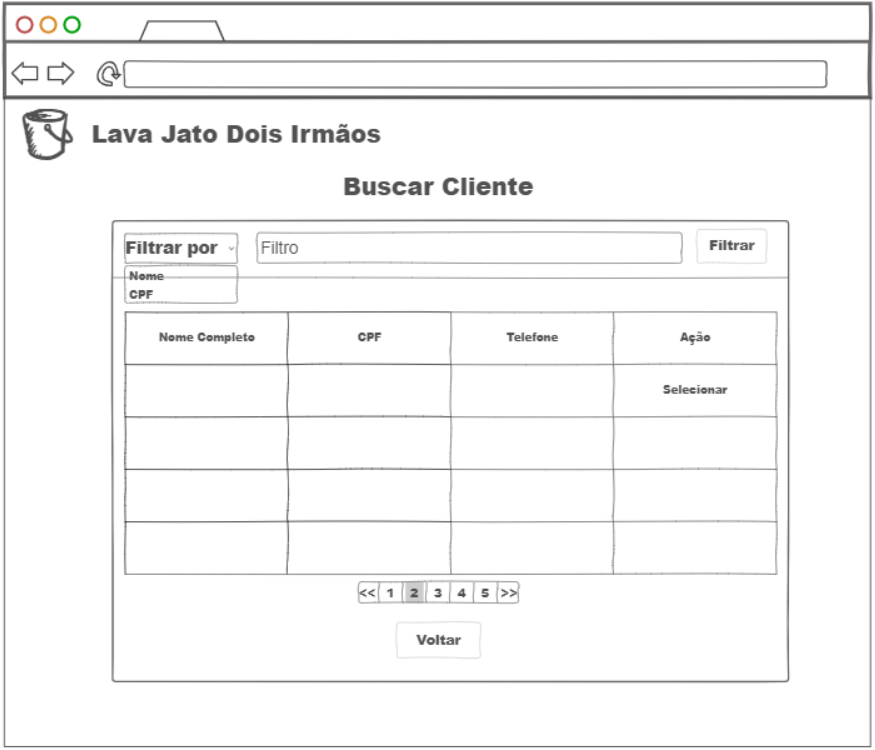 Lava Jato Dois Irmãos
Buscar Cliente
Filtrar por Filtro Filtrar
Nome
CPF
Nome Completo CPF Telefone Ação
Selecionar
<< 1 2 3 4 5 >>
Voltar